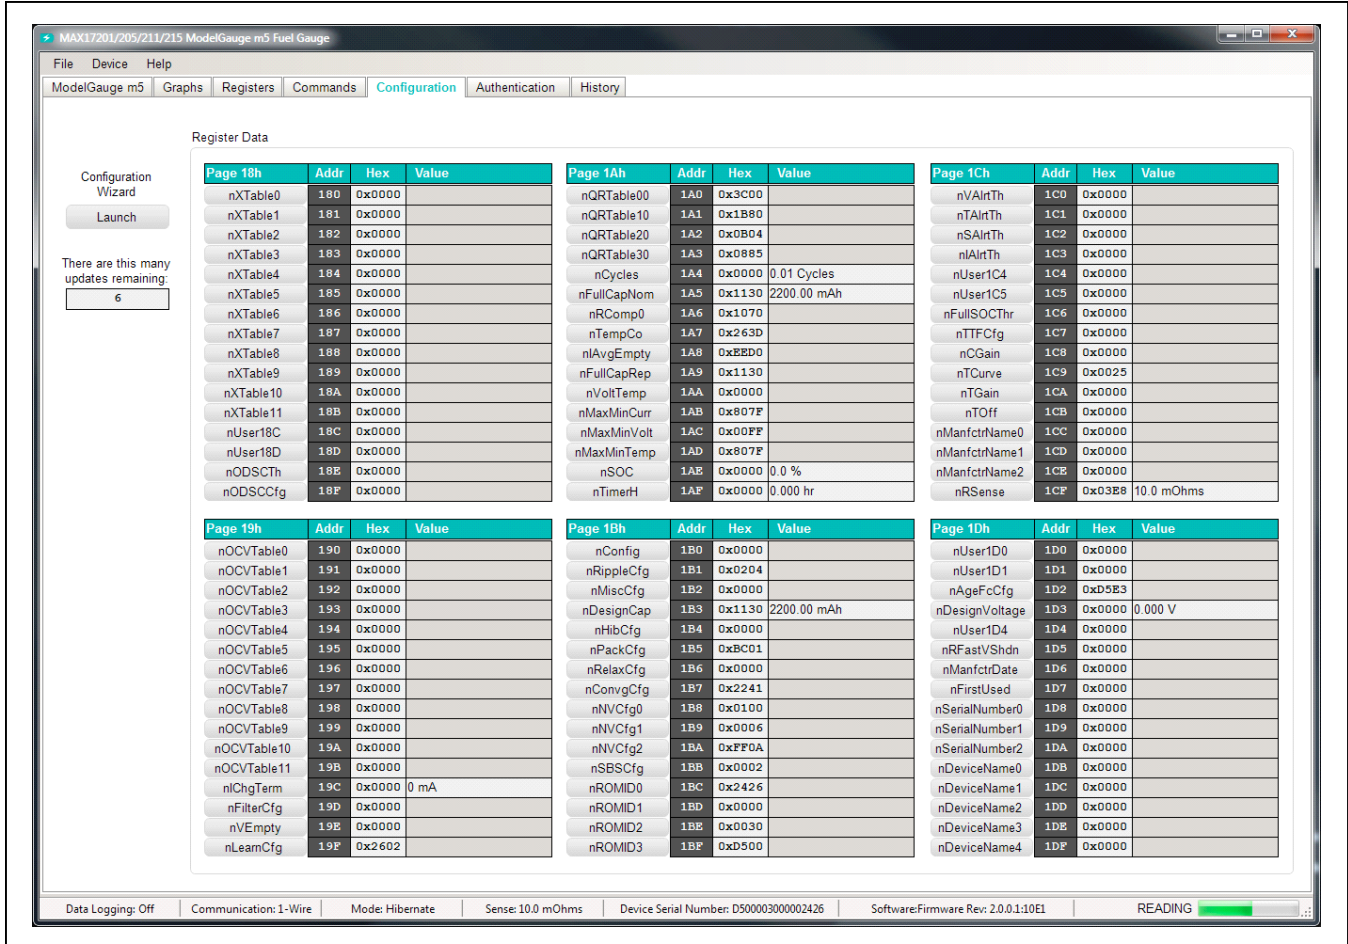 MAX17201/205/211/215 ModelGauge m5 Fuel Gauge
File Device Help
ModelGauge m5 Graphs Registers Commands Configuration Authentication History
Register Data
Configuration
Wizard
Launch
There are this many
updates remaining:
6
Page 18h Addr Hex Value
nXTable0 180 0x0000
nXTable1 181 0x0000
nXTable2 182 0x0000
nXTable3 183 0x0000
nXTable4 184 0x0000
nXTable5 185 0x0000
nXTable6 186 0x0000
nXTable7 187 0x0000
nXTable8 188 0x0000
nXTable9 189 0x0000
nXTable10 18A 0x0000
nXTable11 18B 0x0000
nUser18C 18C 0x0000
nUser18D 18D 0x0000
nODSCTh 18E 0x0000
nODSCCfg 18F 0x0000
Page 1Ah Addr Hex Value
nQRTable00 1A0 0x3C00
nQRTable10 1A1 0x1B80
nQRTable20 1A2 0x0B04
nQRTable30 1A3 0x0885
nCycles 1A4 0x0000 0.01 Cycles
nFullCapNom 1A5 0x1130 2200.00 mAh
nRComp0 1A6 0x1070
nTempCo 1A7 0x263D
nIAvgEmpty 1A8 0xEED0
nFullCapRep 1A9 0x1130
nVoltTemp 1AA 0x0000
nMaxMinCurr 1AB 0x807F
nMaxMinVolt 1AC 0x00FF
nMaxMinTemp 1AD 0x807F
nSOC 1AE 0x0000 0.0 %
nTimerH 1AF 0x0000 0.000 hr
Page 1Ch Addr Hex Value
nVAlrtTh 1C0 0x0000
nTAlrtTh 1C1 0x0000
nSAlrtTh 1C2 0x0000
nIAlrtTh 1C3 0x0000
nUser1C4 1C4 0x0000
nUser1C5 1C5 0x0000
nFullSOCThr 1C6 0x0000
nTTFCfg 1C7 0x0000
nCGain 1C8 0x0000
nTCurve 1C9 0x0025
nTGain 1CA 0x0000
nTOff 1CB 0x0000
nManfctrName0 1CC 0x0000
nManfctrName1 1CD 0x0000
nManfctrName2 1CE 0x0000
nRSense 1CF 0x03E8 10.0 mOhms
Page 19h Addr Hex Value
nOCVTable0 190 0x0000
nOCVTable1 191 0x0000
nOCVTable2 192 0x0000
nOCVTable3 193 0x0000
nOCVTable4 194 0x0000
nOCVTable5 195 0x0000
nOCVTable6 196 0x0000
nOCVTable7 197 0x0000
nOCVTable8 198 0x0000
nOCVTable9 199 0x0000
nOCVTable10 19A 0x0000
nOCVTable11 19B 0x0000
nIChgTerm 19C 0x0000 0 mA
nFilterCfg 19D 0x0000
nVEmpty 19E 0x0000
nLearnCfg 19F 0x2602
Page 1Bh Addr Hex Value
nConfig 1B0 0x0000
nRippleCfg 1B1 0x0204
nMiscCfg 1B2 0x0000
nDesignCap 1B3 0x1130 2200.00 mAh
nHibCfg 1B4 0x0000
nPackCfg 1B5 0xBC01
nRelaxCfg 1B6 0x0000
nConvgCfg 1B7 0x2241
nNVCfg0 1B8 0x0100
nNVCfg1 1B9 0x0006
nNVCfg2 1BA 0xFF0A
nSBSCfg 1BB 0x0002
nROMID0 1BC 0x2426
nROMID1 1BD 0x0000
nROMID2 1BE 0x0030
nROMID3 1BF 0xD500
Page 1Dh Addr Hex Value
nUser1D0 1D0 0x0000
nUser1D1 1D1 0x0000
nAgeFcCfg 1D2 0xD5E3
nDesignVoltage 1D3 0x0000 0.000 V
nUser1D4 1D4 0x0000
nRFastVShdn 1D5 0x0000
nManfctrDate 1D6 0x0000
nFirstUsed 1D7 0x0000
nSerialNumber0 1D8 0x0000
nSerialNumber1 1D9 0x0000
nSerialNumber2 1DA 0x0000
nDeviceName0 1DB 0x0000
nDeviceName1 1DC 0x0000
nDeviceName2 1DD 0x0000
nDeviceName3 1DE 0x0000
nDeviceName4 1DF 0x0000
Data Logging: Off Communication: 1-Wire Mode: Hibernate Sense: 10.0 mOhms Device Serial Number: D500003000002426 Software:Firmware Rev: 2.0.0.1:10E1 READING